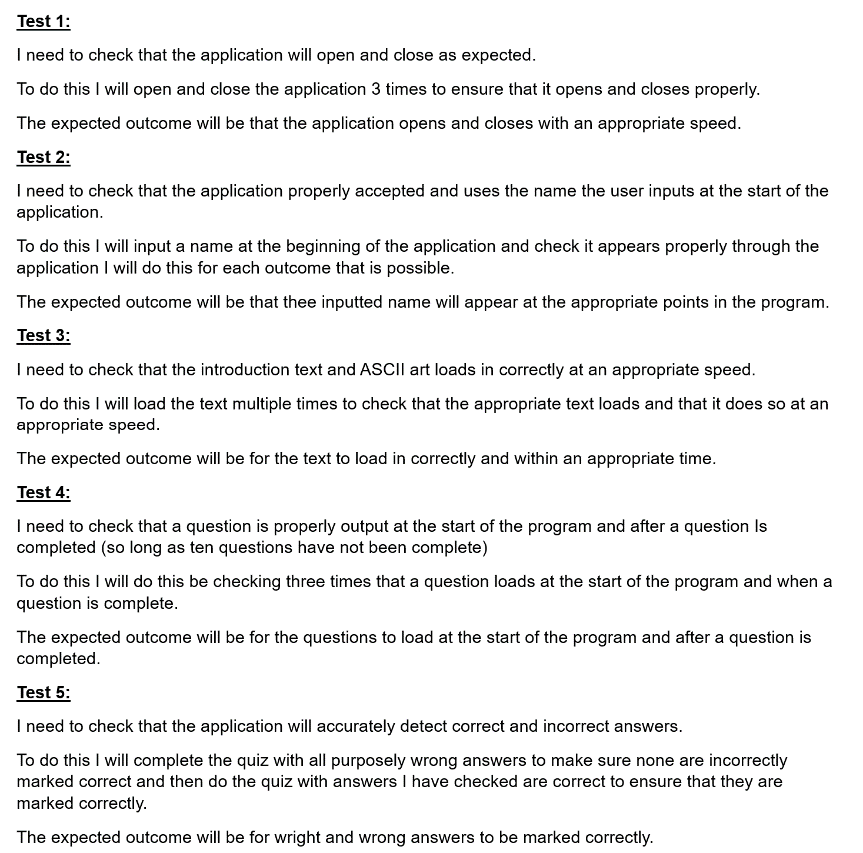 Test 1:
I need to check that the application will open and close as expected.
To do this I will open and close the application 3 times to ensure that it opens and closes properly.
The expected outcome will be that the application opens and closes with an appropriate speed.
Test 2:
I need to check that the application properly accepted and uses the name the user inputs at the start of the
application.
To do this I will input a name at the beginning of the application and check it appears properly through the
application I will do this for each outcome that is possible.
The expected outcome will be that thee inputted name will appear at the appropriate points in the program.
Test 3:
I need to check that the introduction text and ASCII art loads in correctly at an appropriate speed.
To do this I will load the text multiple times to check that the appropriate text loads and that it does so at an
appropriate speed.
The expected outcome will be for the text to load in correctly and within an appropriate time.
Test 4:
I need to check that a question is properly output at the start of the program and after a question Is
completed (so long as ten questions have not been complete)
To do this I will do this be checking three times that a question loads at the start of the program and when a
question is complete.
The expected outcome will be for the questions to load at the start of the program and after a question is
completed.
Test 5:
I need to check that the application will accurately detect correct and incorrect answers.
To do this I will complete the quiz with all purposely wrong answers to make sure none are incorrectly
marked correct and then do the quiz with answers I have checked are correct to ensure that they are
marked correctly.
The expected outcome will be for wright and wrong answers to be marked correctly.